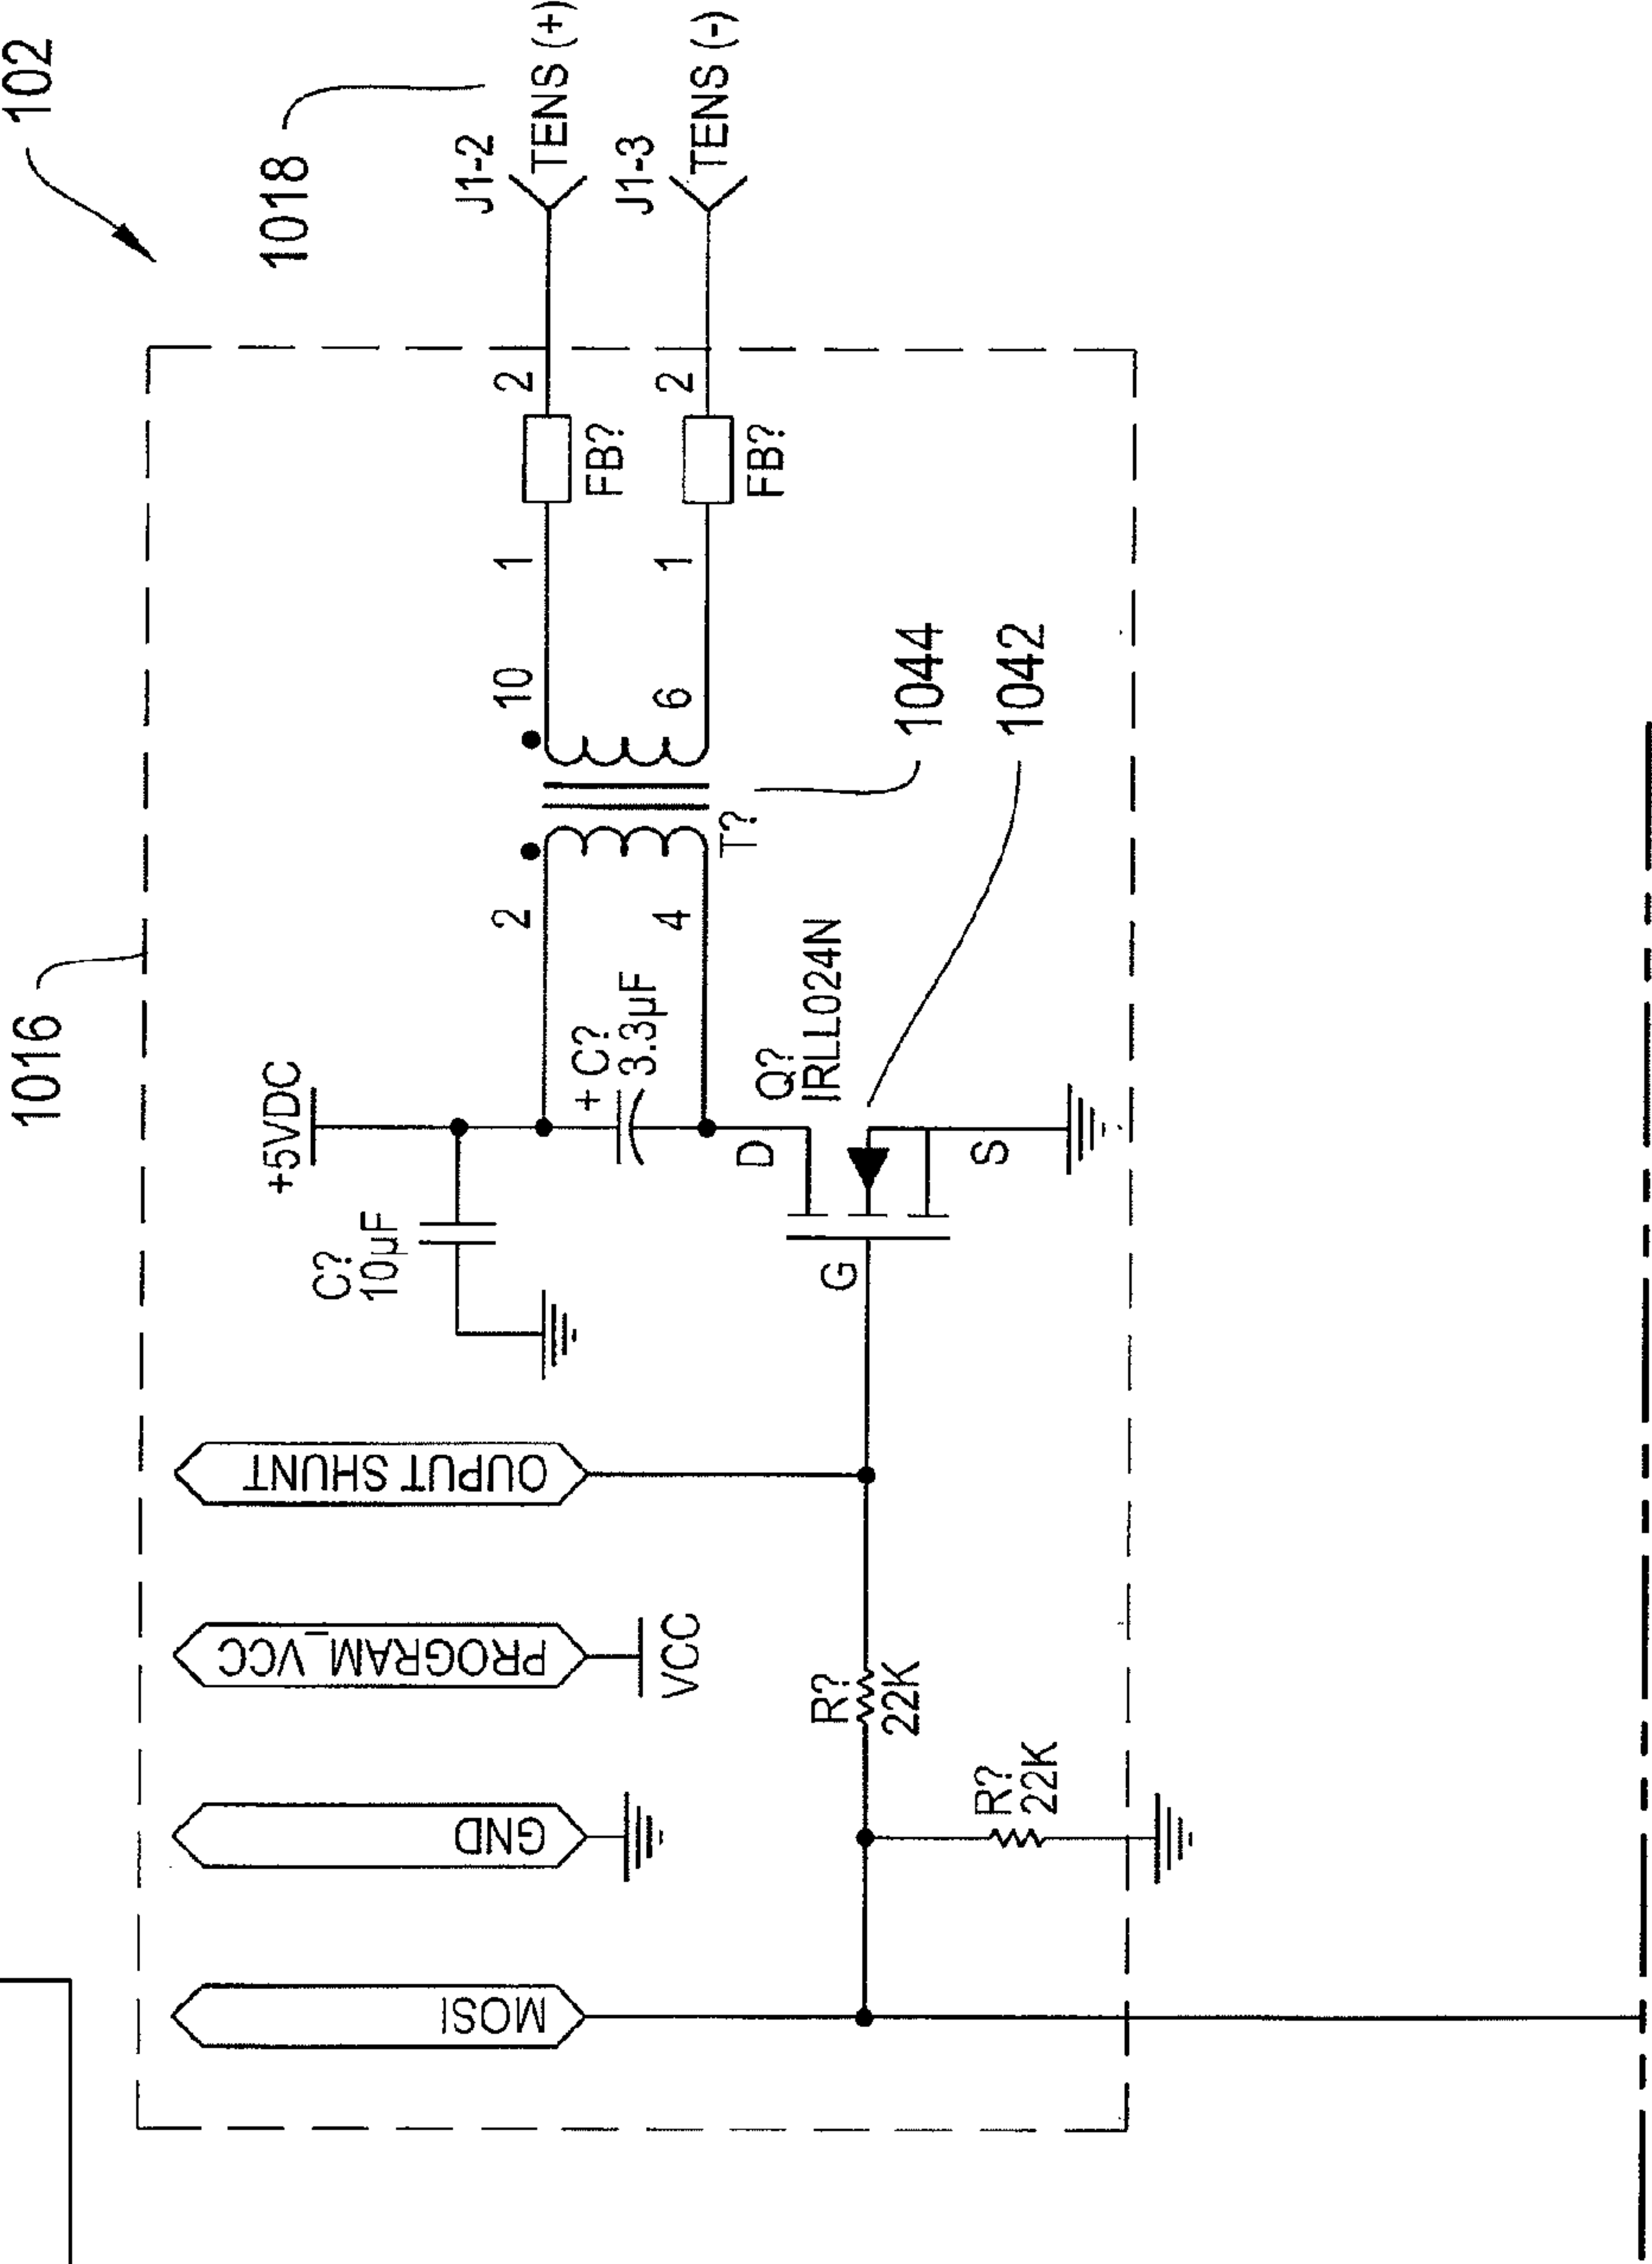 102
1016
1018
+5VDC
C?
10µF
MOSI
GND
PROGRAM_VCC
VCC
OUPUT SHUNT
J1-2
TENS (+)
J1-3
TENS (-)
2
10
1
2
FB?
+ C?
3.3µF
4
6
1
2
FB?
T?
D
Q?
IRLL024N
G
S
R?
22K
R?
22K
1044
1042